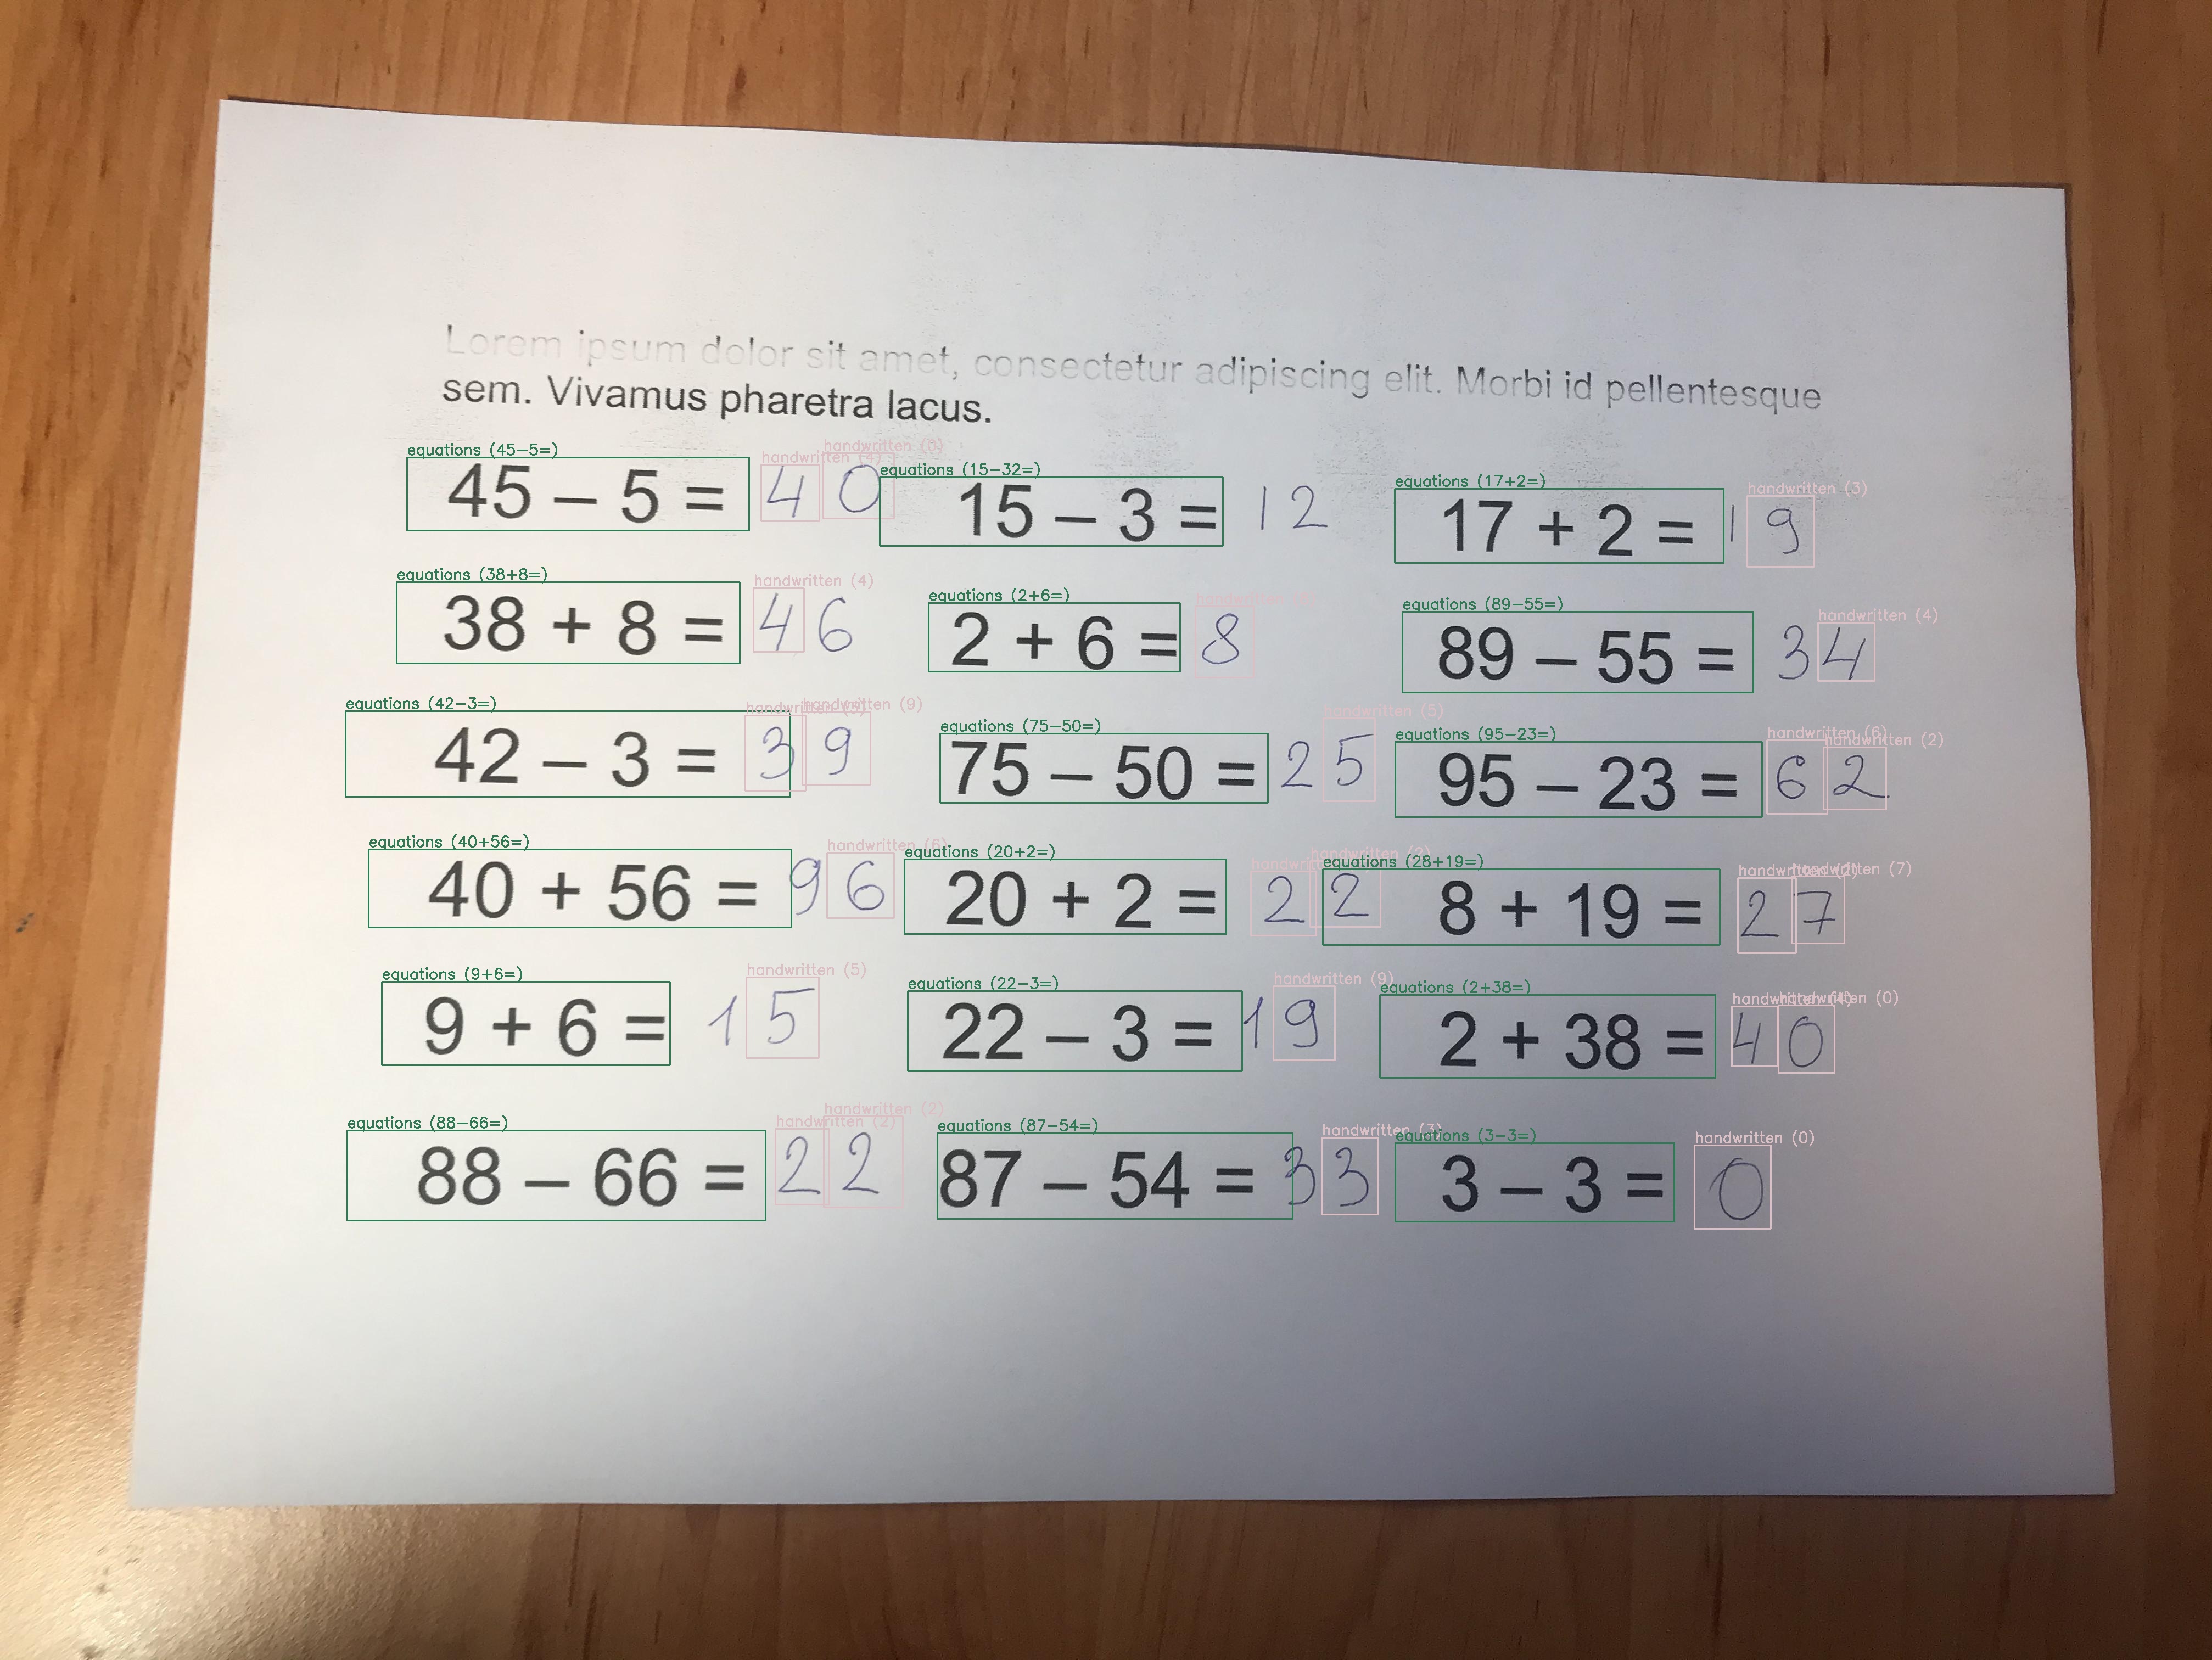 Lorem ipsum dolor sit amet, consectetur adipiscing elit. Morbi id pellentesque
sem. Vivamus pharetra lacus.
equations (45-5=) handwritten (4) handwritten (0) equations (15-32=) equations (17+2=) handwritten (3)
45 – 5 = 40 15 – 3 = 12 17 + 2 = 19
equations (38+8=) handwritten (4) equations (2+6=) equations (89-55=) handwritten (4)
38 + 8 = 46 2 + 6 = 8 89 – 55 = 34
equations (42-3=) handwritten (3) handwritten (9) equations (75-50=) handwritten (5) equations (95-23=) handwritten (6) handwritten (2)
42 – 3 = 39 75 – 50 = 25 95 – 23 = 62
equations (40+56=) handwritten (6) equations (20+2=) handwritten (2) equations (28+19=) handwritten (2) handwritten (7)
40 + 56 = 96 20 + 2 = 22 8 + 19 = 27
equations (9+6=) handwritten (5) equations (22-3=) handwritten (9) equations (2+38=) handwritten (4) handwritten (0)
9 + 6 = 15 22 – 3 = 19 2 + 38 = 40
equations (88-66=) handwritten (2) handwritten (2) equations (87-54=) handwritten (3) equations (3-3=) handwritten (0)
88 – 66 = 22 87 – 54 = 33 3 – 3 = 0